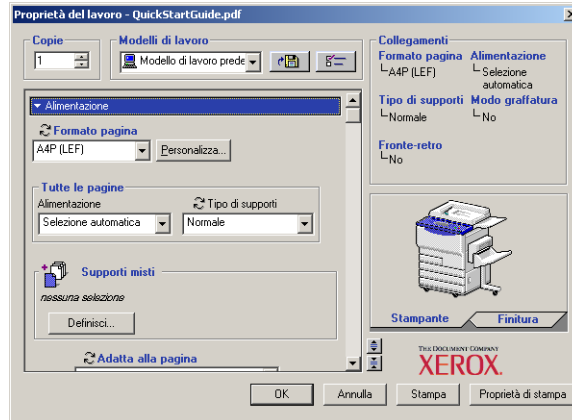 Proprietà del lavoro - QuickStartGuide.pdf
Copie
1
Modelli di lavoro
Modello di lavoro prede
Alimentazione
Formato pagina
A4P (LEF)
Personalizza...
Tutte le pagine
Alimentazione
Tipo di supporti
Selezione automatica
Normale
Supporti misti
nessuna selezione
Definisci...
Adatta alla pagina
Collegamenti
Formato pagina Alimentazione
A4P (LEF) Selezione
automatica
Tipo di supporti Modo graffatura
Normale No
Fronte-retro
No
Stampante Finitura
THE DOCUMENT COMPANY
XEROX.
OK Annulla Stampa Proprietà di stampa